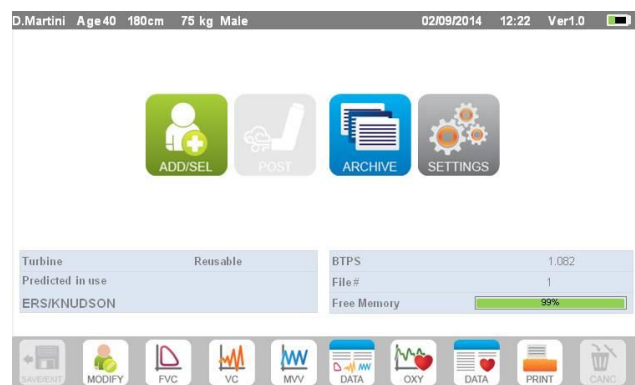 D.Martini Age 40 180cm 75 kg Male 02/09/2014 12:22 Ver1.0
ADD/SEL POST ARCHIVE SETTINGS
Turbine Reusable
Predicted in use
ERS/KNUDSON
BTPS 1.082
File # 1
Free Memory 99%
MODIFY FVC VC MVV DATA OXY DATA PRINT CANC